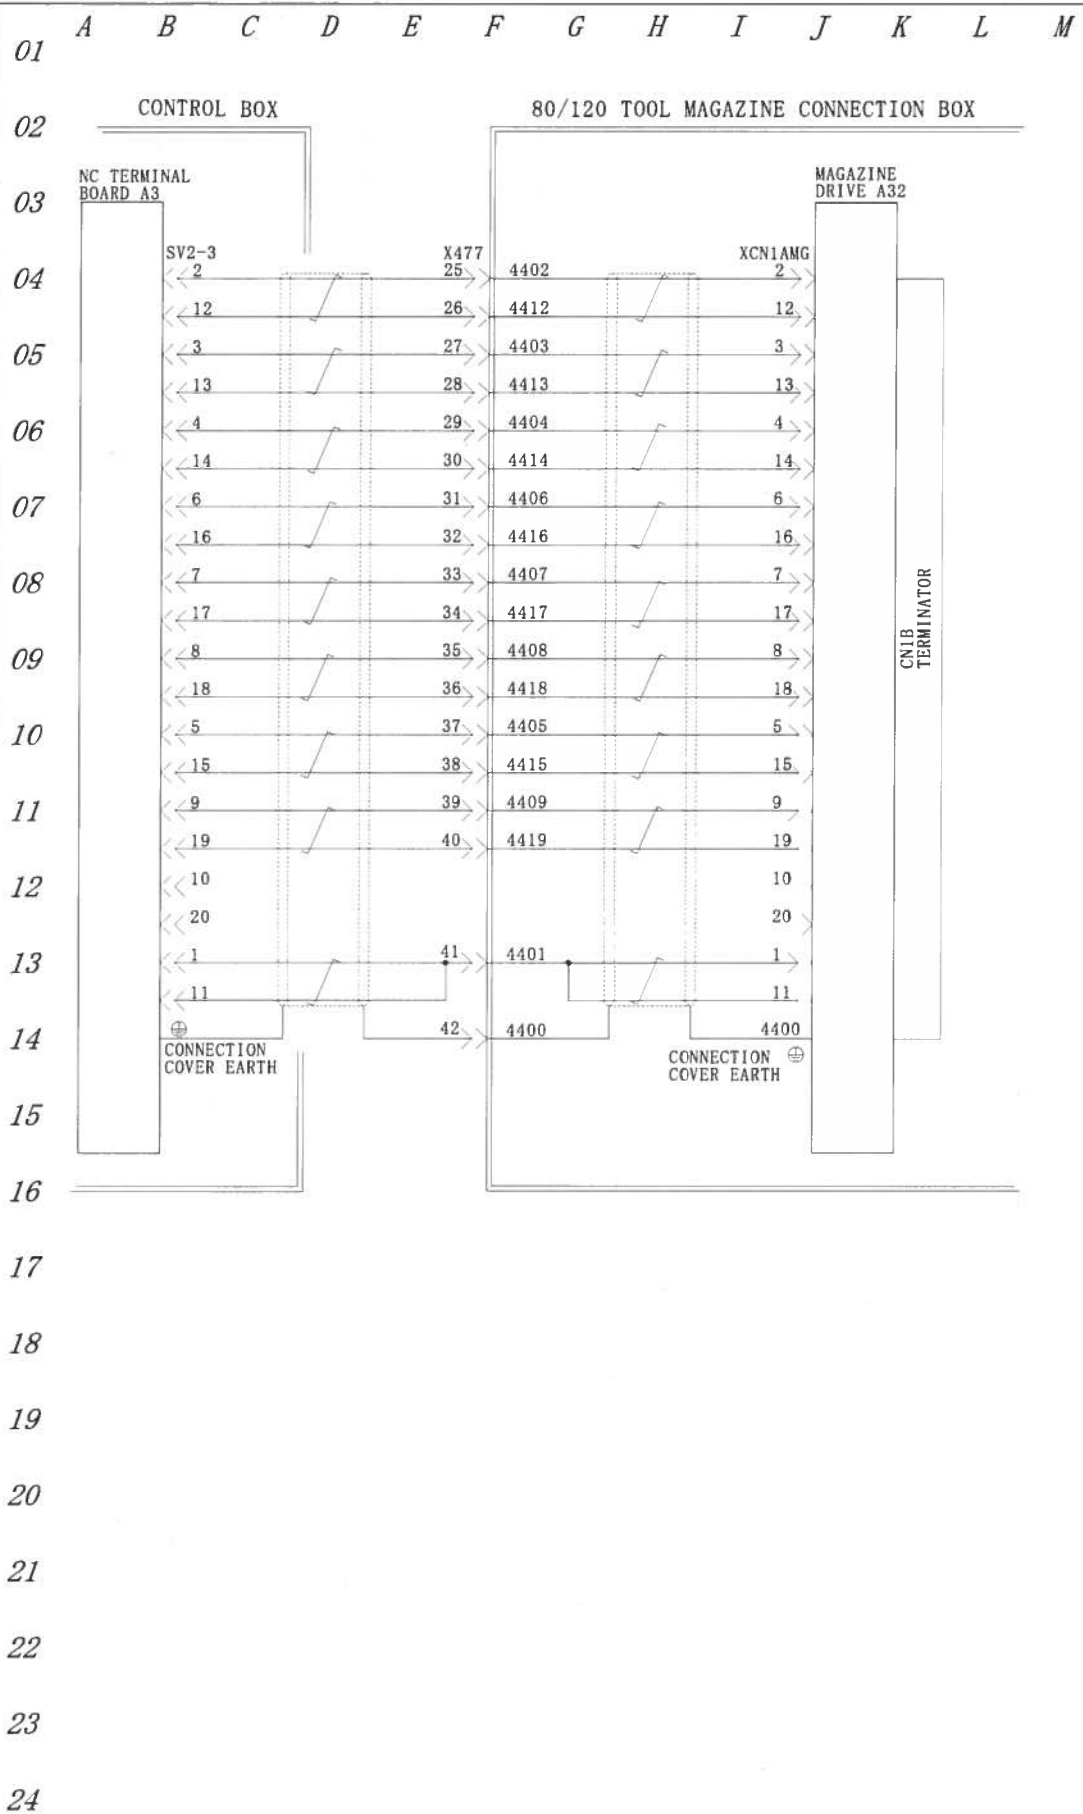 A B C D E F G H I J K L M
01
CONTROL BOX 80/120 TOOL MAGAZINE CONNECTION BOX
02
NC TERMINAL
BOARD A3
MAGAZINE
DRIVE A32
03
SV2-3 X477 XCN1AMG
04 2 25 4402 2
12 26 4412 12
05 3 27 4403 3
13 28 4413 13
06 4 29 4404 4
14 30 4414 14
07 6 31 4406 6
16 32 4416 16
08 7 33 4407 7
17 34 4417 17
CN1B
TERMINATOR
09 8 35 4408 8
18 36 4418 18
10 5 37 4405 5
15 38 4415 15
11 9 39 4409 9
19 40 4419 19
12 10 10
20 20
13 1 41 4401 1
11 11
14 42 4400 4400
CONNECTION
COVER EARTH
CONNECTION
COVER EARTH
15
16
17
18
19
20
21
22
23
24